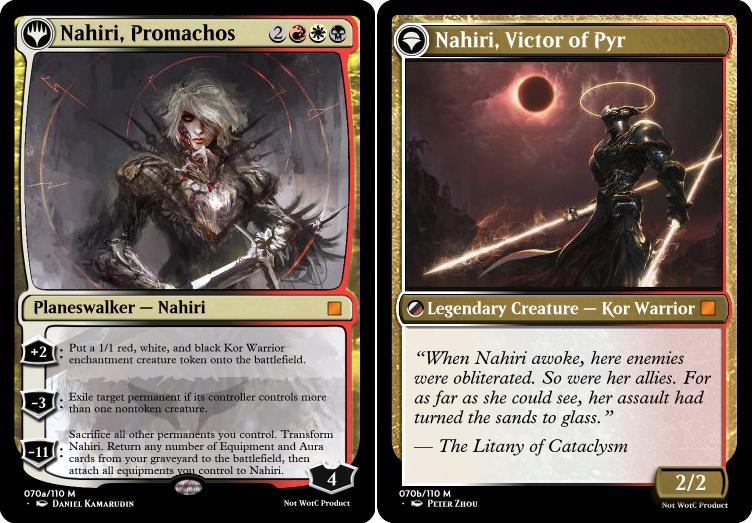 Nahiri, Promachos 2
Planeswalker — Nahiri
+2 : Put a 1/1 red, white, and black Kor Warrior
enchantment creature token onto the battlefield.
-3 : Exile target permanent if its controller controls more
than one nontoken creature.
-11 : Sacrifice all other permanents you control. Transform
Nahiri. Return any number of Equipment and Aura
cards from your graveyard to the battlefield, then
attach all equipments you control to Nahiri.
4
070a/110 M
· Daniel Kamarudin
Not WotC Product
Nahiri, Victor of Pyr
Legendary Creature — Kor Warrior
“When Nahiri awoke, here enemies
were obliterated. So were her allies. For
as far as she could see, her assault had
turned the sands to glass.”
— The Litany of Cataclysm
2/2
070b/110 M
· Peter Zhou
Not WotC Product